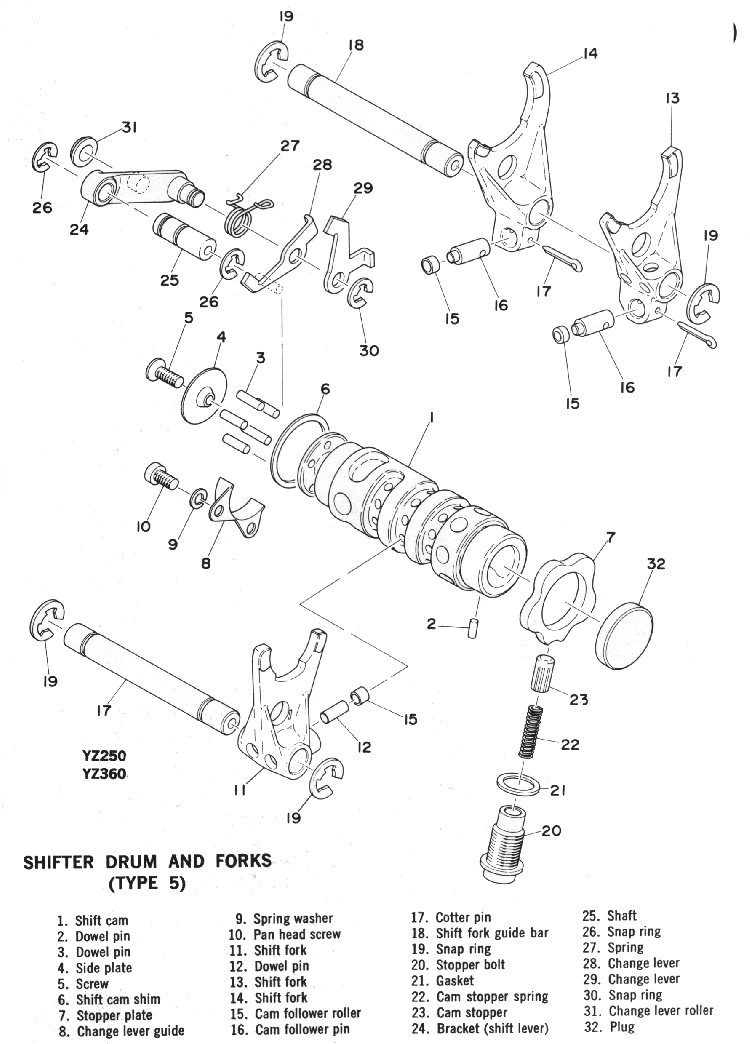 19
18
14
13
31
27
28
29
26
24
25
26
30
19
15
16
17
15
16
17
5
4
3
6
1
10
9
8
7
32
2
23
22
21
20
19
17
15
12
11
19
YZ250
YZ360
SHIFTER DRUM AND FORKS
(TYPE 5)
1. Shift cam
2. Dowel pin
3. Dowel pin
4. Side plate
5. Screw
6. Shift cam shim
7. Stopper plate
8. Change lever guide
9. Spring washer
10. Pan head screw
11. Shift fork
12. Dowel pin
13. Shift fork
14. Shift fork
15. Cam follower roller
16. Cam follower pin
17. Cotter pin
18. Shift fork guide bar
19. Snap ring
20. Stopper bolt
21. Gasket
22. Cam stopper spring
23. Cam stopper
24. Bracket (shift lever)
25. Shaft
26. Snap ring
27. Spring
28. Change lever
29. Change lever
30. Snap ring
31. Change lever roller
32. Plug